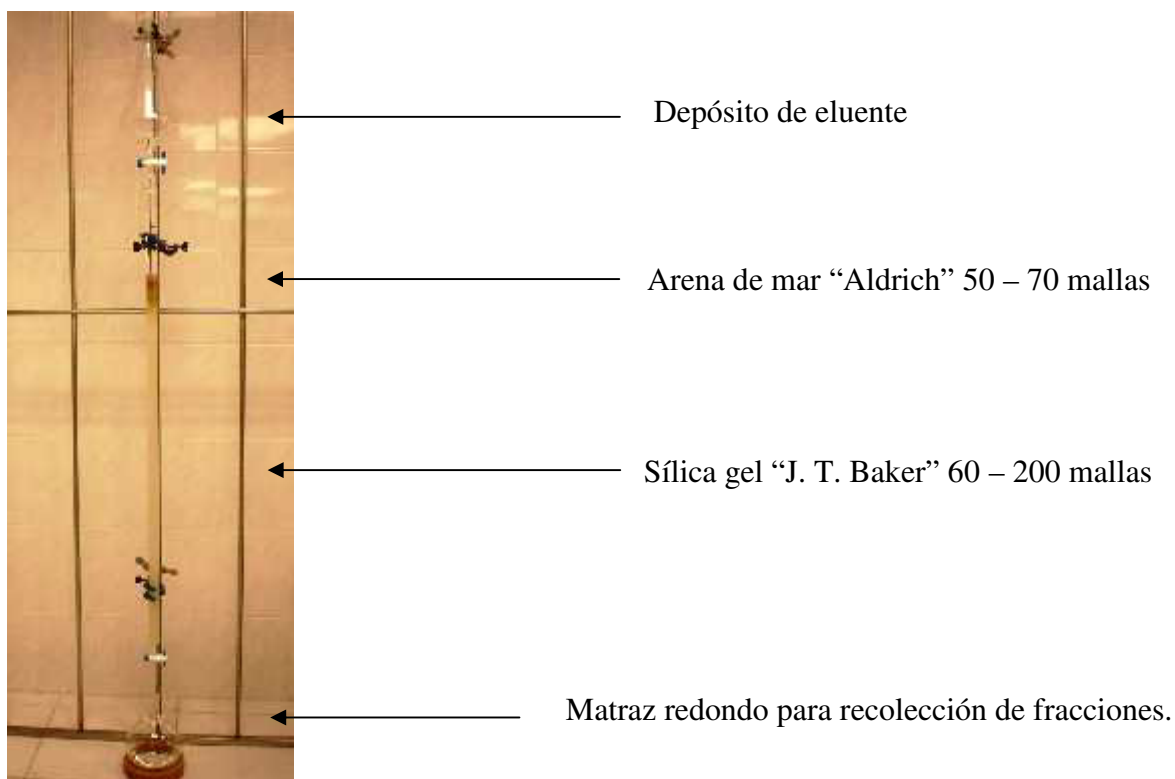 Depósito de eluente
Arena de mar “Aldrich” 50 – 70 mallas
Sílica gel “J. T. Baker” 60 – 200 mallas
Matraz redondo para recolección de fracciones.